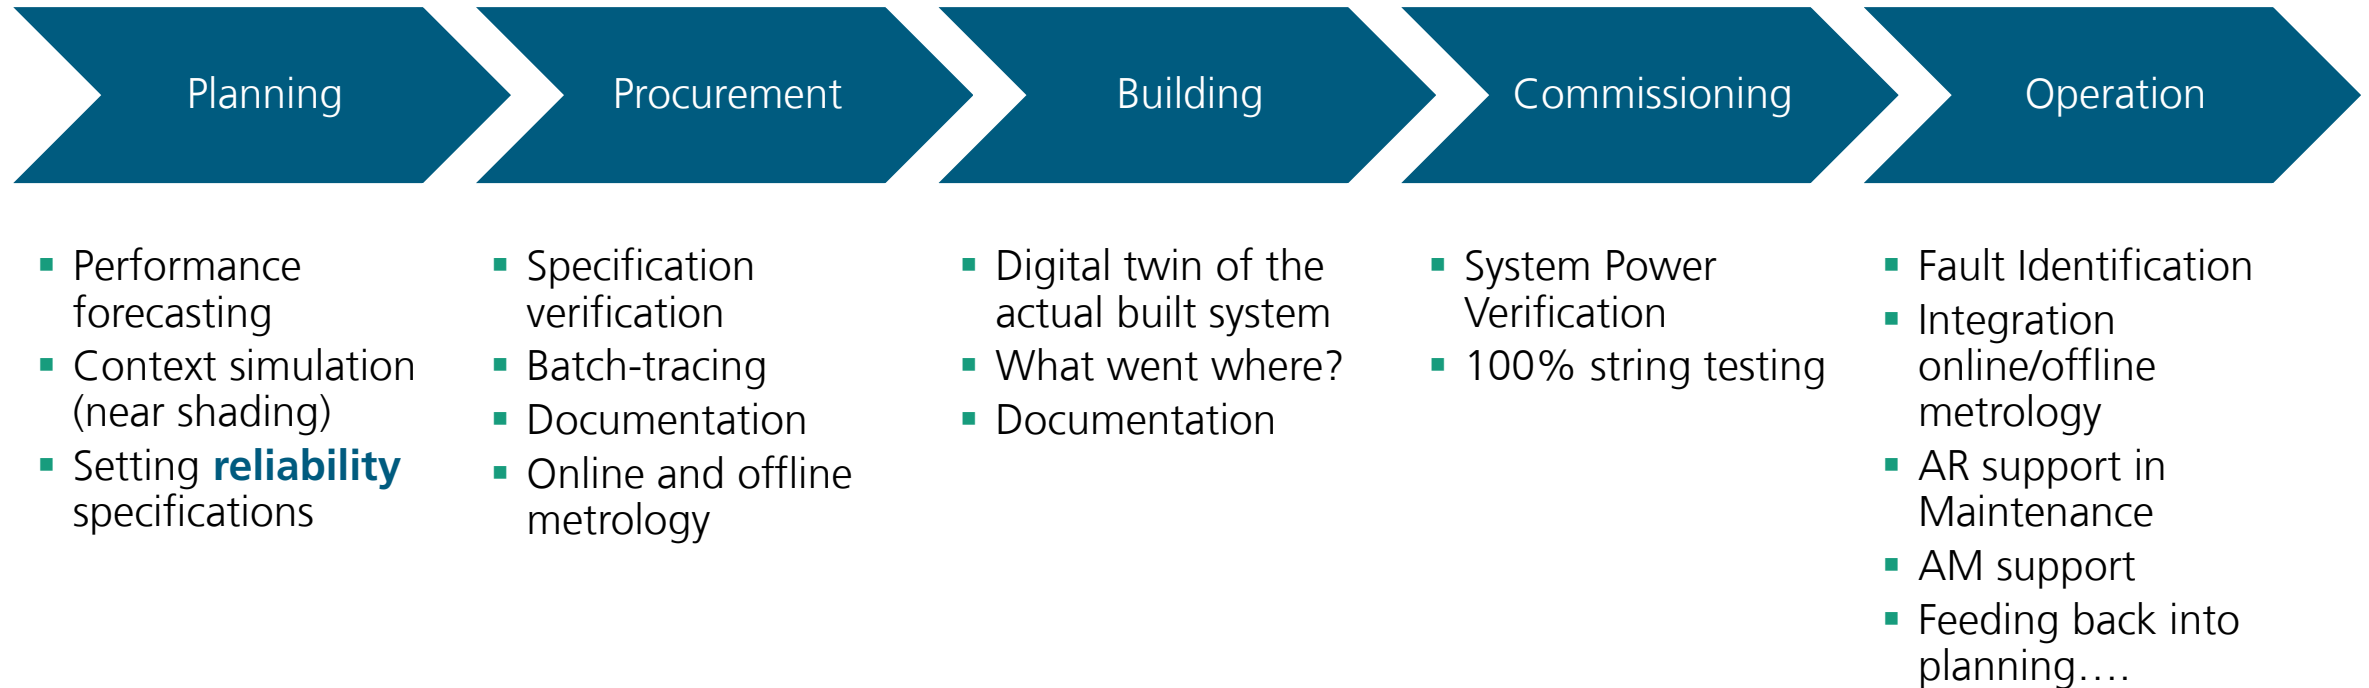 Planning
Procurement
Building
Commissioning
Operation
▪ Performance
forecasting
▪ Context simulation
(near shading)
▪ Setting reliability
specifications
▪ Specification
verification
▪ Batch-tracing
▪ Documentation
▪ Online and offline
metrology
▪ Digital twin of the
actual built system
▪ What went where?
▪ Documentation
▪ System Power
Verification
▪ 100% string testing
▪ Fault Identification
▪ Integration
online/offline
metrology
▪ AR support in
Maintenance
▪ AM support
▪ Feeding back into
planning....